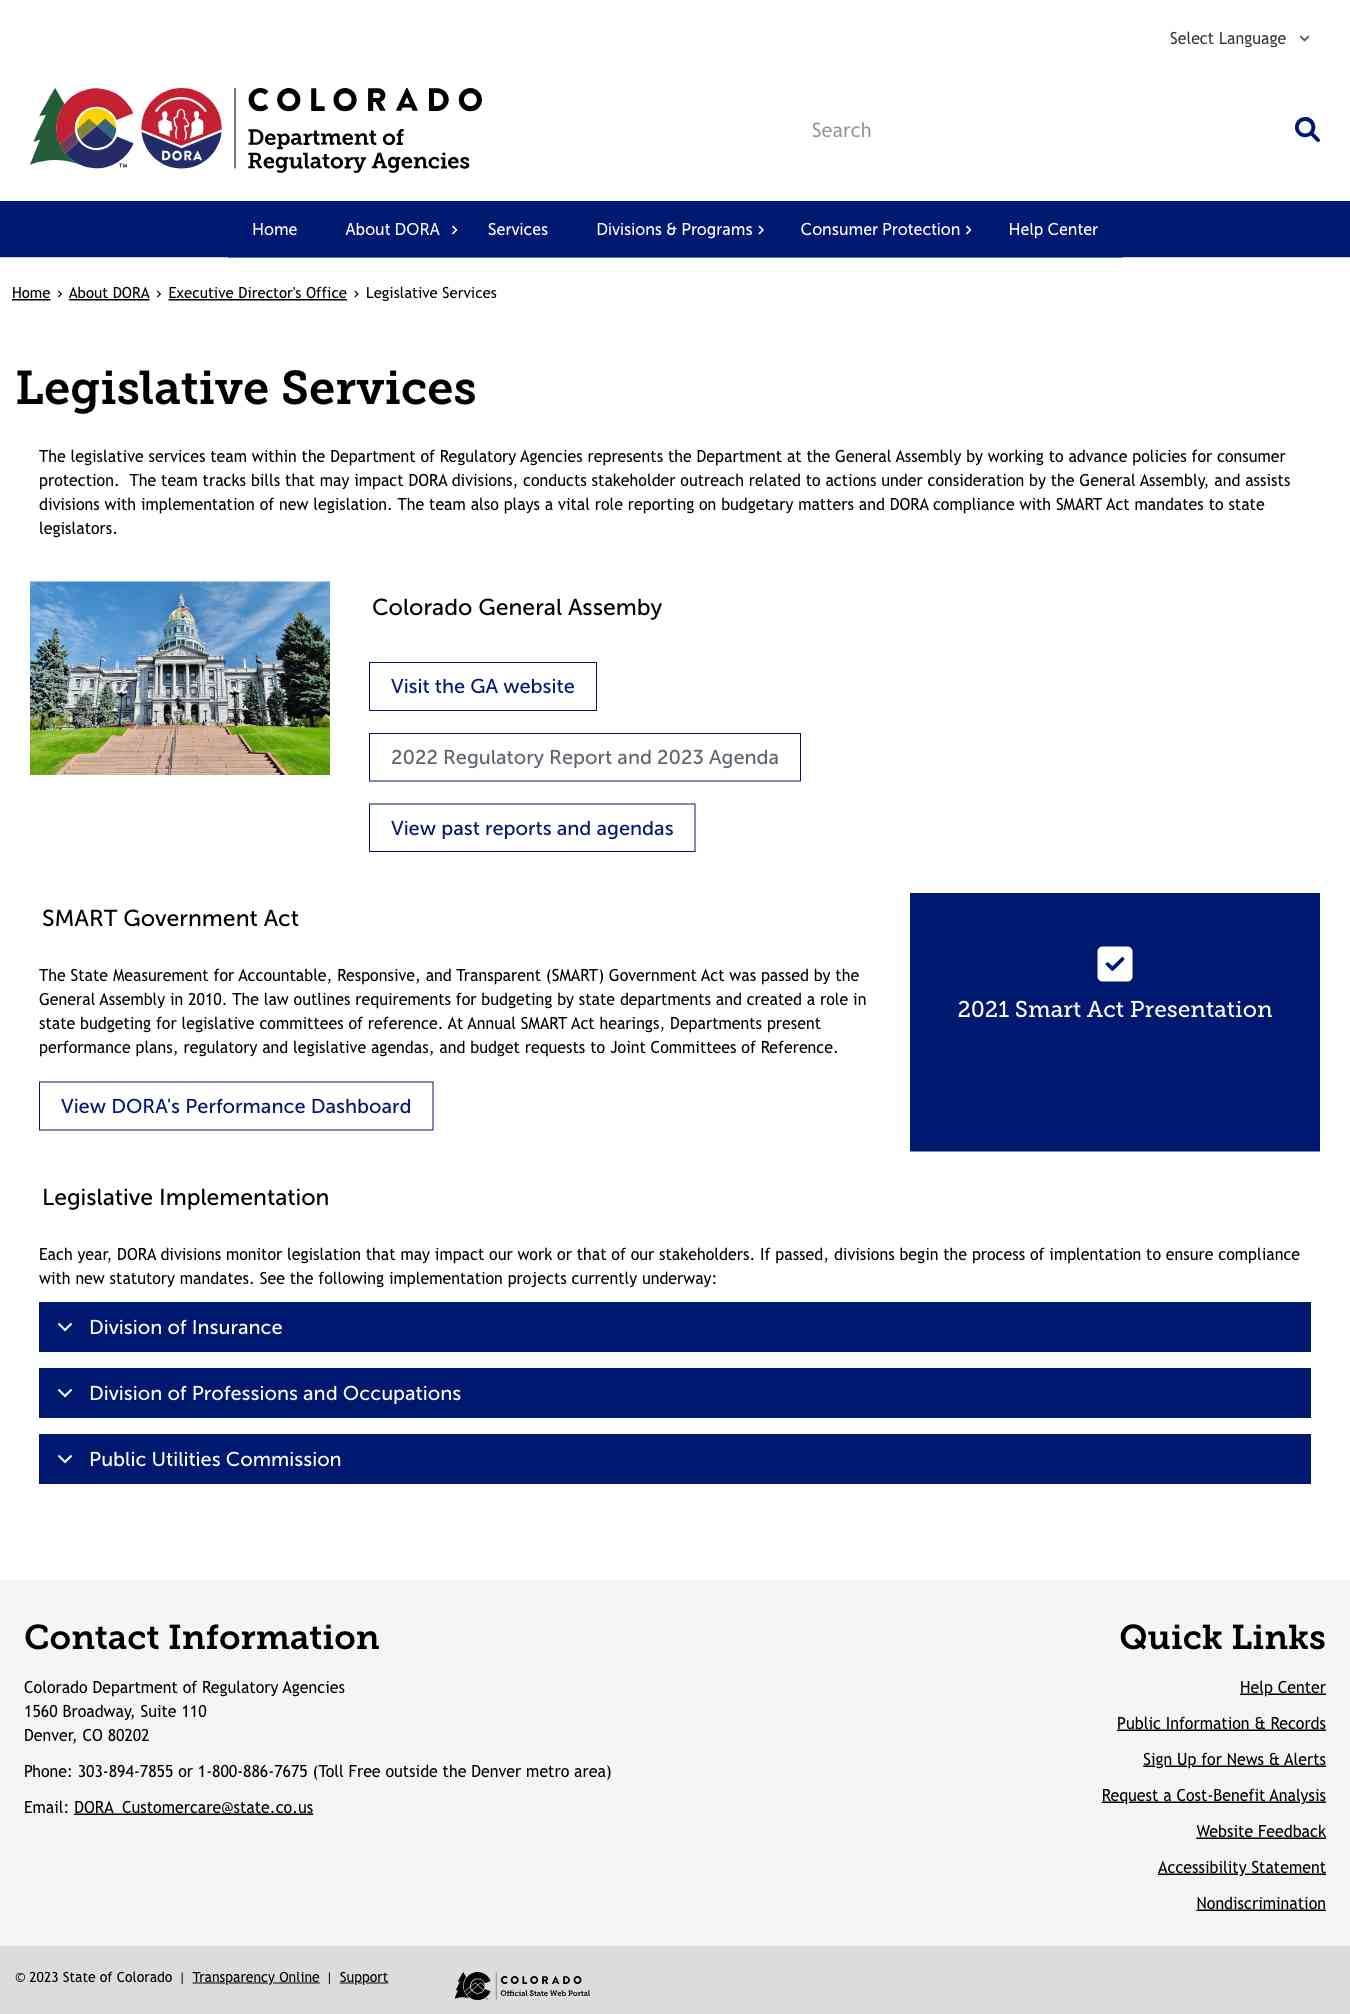 Select Language
COLORADO
Department of
Regulatory Agencies
DORA
TM
Search
Home About DORA Services Divisions & Programs Consumer Protection Help Center
Home › About DORA › Executive Director's Office › Legislative Services
Legislative Services
The legislative services team within the Department of Regulatory Agencies represents the Department at the General Assembly by working to advance policies for consumer
protection. The team tracks bills that may impact DORA divisions, conducts stakeholder outreach related to actions under consideration by the General Assembly, and assists
divisions with implementation of new legislation. The team also plays a vital role reporting on budgetary matters and DORA compliance with SMART Act mandates to state
legislators.
Colorado General Assemby
Visit the GA website
2022 Regulatory Report and 2023 Agenda
View past reports and agendas
SMART Government Act
The State Measurement for Accountable, Responsive, and Transparent (SMART) Government Act was passed by the
General Assembly in 2010. The law outlines requirements for budgeting by state departments and created a role in
state budgeting for legislative committees of reference. At Annual SMART Act hearings, Departments present
performance plans, regulatory and legislative agendas, and budget requests to Joint Committees of Reference.
View DORA's Performance Dashboard
2021 Smart Act Presentation
Legislative Implementation
Each year, DORA divisions monitor legislation that may impact our work or that of our stakeholders. If passed, divisions begin the process of implentation to ensure compliance
with new statutory mandates. See the following implementation projects currently underway:
Division of Insurance
Division of Professions and Occupations
Public Utilities Commission
Contact Information
Colorado Department of Regulatory Agencies
1560 Broadway, Suite 110
Denver, CO 80202
Phone: 303-894-7855 or 1-800-886-7675 (Toll Free outside the Denver metro area)
Email: DORA_Customercare@state.co.us
Quick Links
Help Center
Public Information & Records
Sign Up for News & Alerts
Request a Cost-Benefit Analysis
Website Feedback
Accessibility Statement
Nondiscrimination
© 2023 State of Colorado | Transparency Online | Support
COLORADO
Official State Web Portal